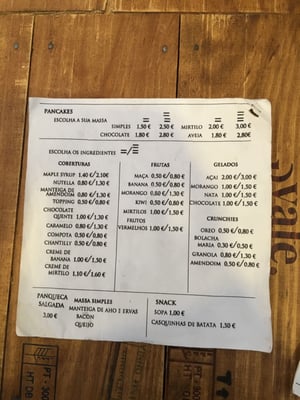 PANCAKES
ESCOLHA A SUA MASSA
SIMPLES 1,50 € 2,50 € MIRTILO 2,00 € 3,00 €
CHOCOLATE 1,80 € 2,80 € AVEIA 1,80 € 2,80€
ESCOLHA OS INGREDIENTES
COBERTURAS
MAPLE SYRUP 1.40 €/2,10€
NUTELLA 0,80 €/1,30 €
MANTEIGA DE
AMENDOIM 0,80 €/1,30 €
TOPPING 0,50 €/0,80 €
CHOCOLATE
QUENTE 1,00 €/1,30€
CARAMELO 0,80 €/1,30 €
COMPOTA 0,50 €/0,80 €
CHANTILLY 0,50 €/0,80 €
CREME DE
BANANA 1,00 €/1,50 €
CREME DE
MIRTILO 1,10 €/1,60 €
FRUTAS
MAÇA 0,50 €/0,80 €
BANANA 0,50 €/0,80 €
MORANGO 0,80 €/1,30 €
KIWI 0,50 €/0,80 €
MIRTILOS 1,00 €/1,50 €
FRUTOS
VERMELHOS 1,00 €/1,50 €
GELADOS
AÇAI 2,00 €/3,00 €
MORANGO 1,00 €/1,50 €
NATA 1,00 €/1,50 €
CHOCOLATE 1,00 €/1,50 €
CRUNCHIES
OREO 0,50 €/0,80 €
BOLACHA
MARIA 0,30 €/0,50 €
GRANOLA 0,80 €/1,30 €
AMENDOIM 0,50 €/0,80 €
PANQUECA
SALGADA
3,00 €
MASSA SIMPLES
MANTEIGA DE AHO E ERVAS
BACON
QUEIJO
SNACK
SOPA 1.00 €
CASQUINHAS DE BATATA 1,50 €